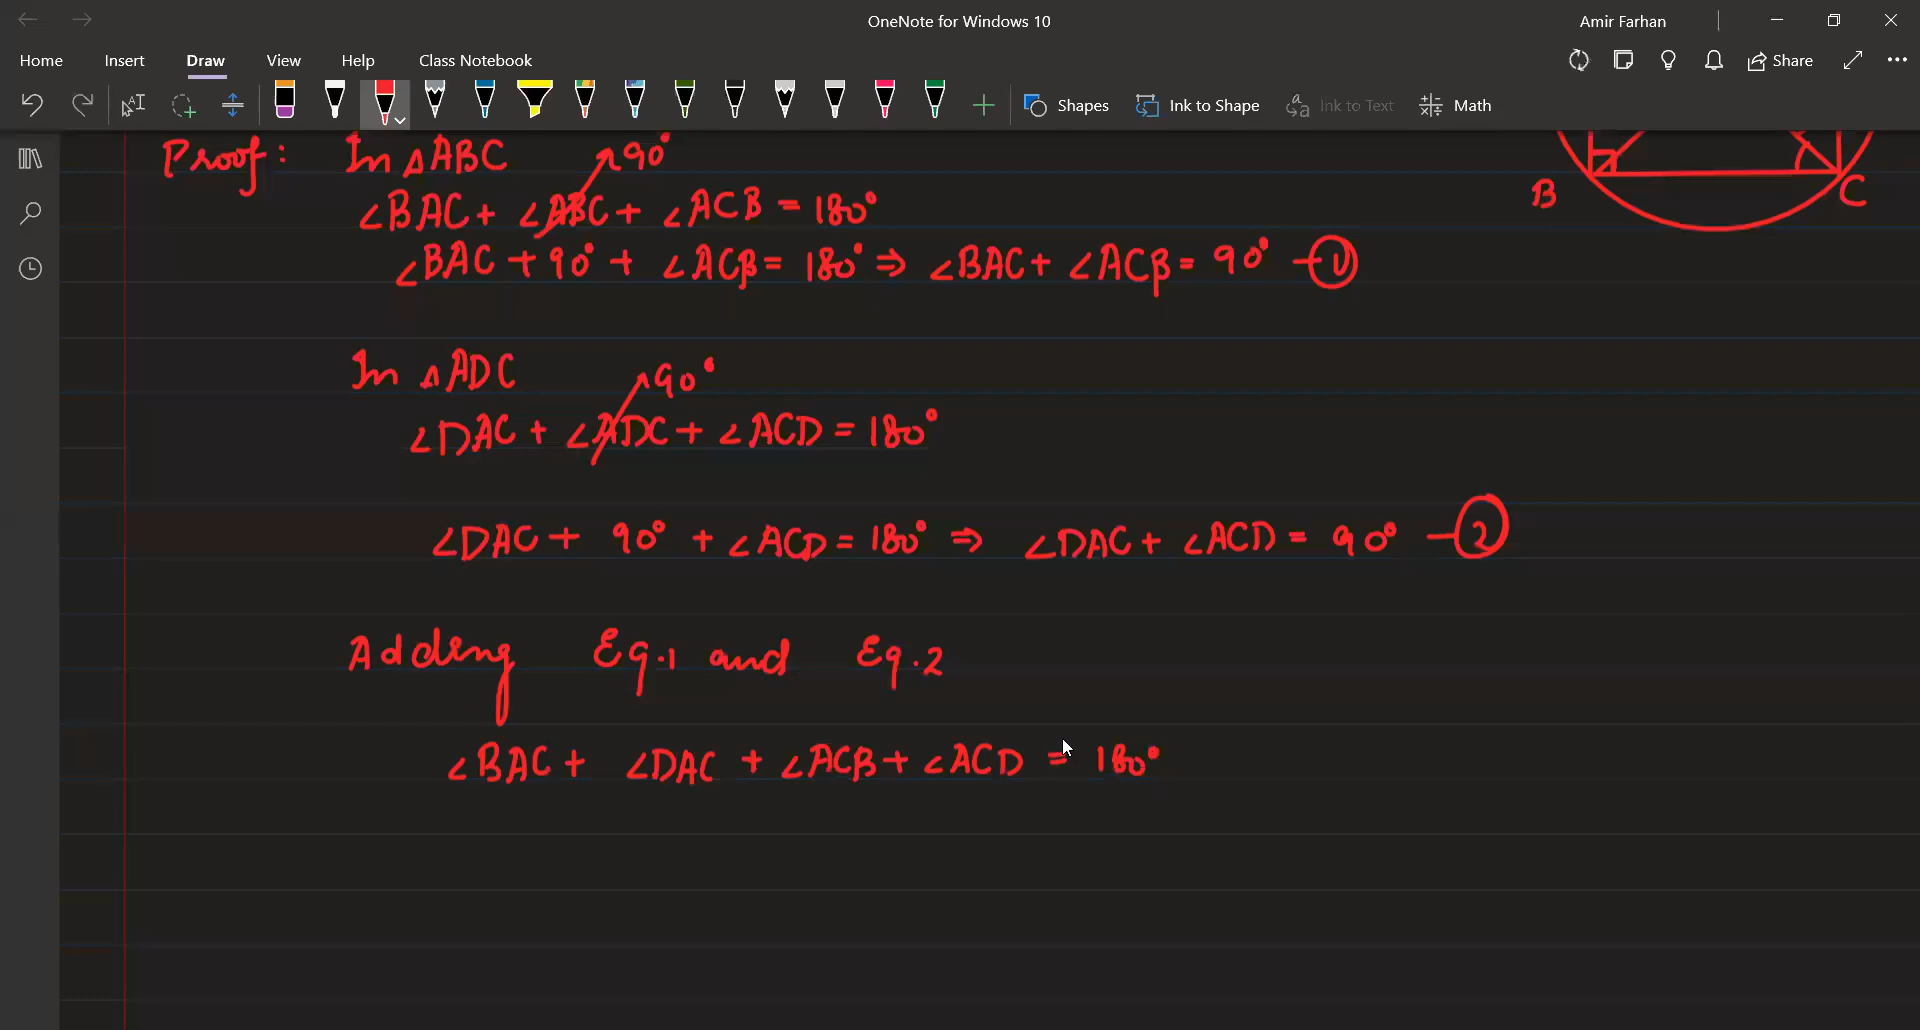 OneNote for Windows 10
Amir Farhan
Home Insert Draw View Help Class Notebook
Share
Shapes Ink to Shape Ink to Text Math
Proof: In △ABC 90°
∠BAC + ∠ABC + ∠ACB = 180°
∠BAC + 90° + ∠ACB = 180° ⇒ ∠BAC + ∠ACB = 90° –①
B C
In △ADC 90°
∠DAC + ∠ADC + ∠ACD = 180°
∠DAC + 90° + ∠ACD = 180° ⇒ ∠DAC + ∠ACD = 90° –②
Adding Eq.1 and Eq.2
∠BAC + ∠DAC + ∠ACB + ∠ACD = 180°